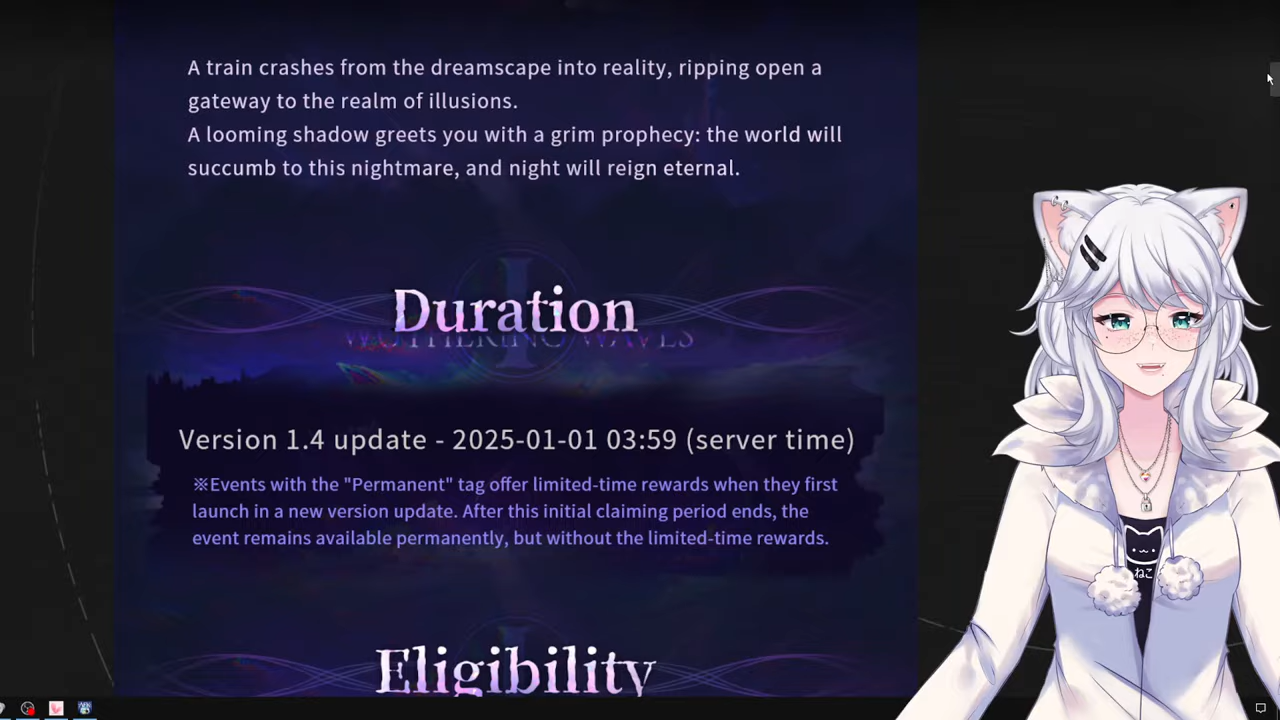 A train crashes from the dreamscape into reality, ripping open a
gateway to the realm of illusions.
A looming shadow greets you with a grim prophecy: the world will
succumb to this nightmare, and night will reign eternal.
Duration
WUTHERING WAVES
Version 1.4 update - 2025-01-01 03:59 (server time)
※Events with the "Permanent" tag offer limited-time rewards when they first
launch in a new version update. After this initial claiming period ends, the
event remains available permanently, but without the limited-time rewards.
ねこ
Eligibility